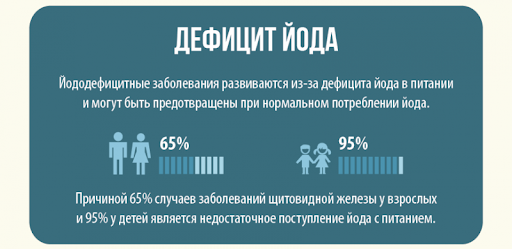 ДЕФИЦИТ ЙОДА
Йододефицитные заболевания развиваются из-за дефицита йода в питании
и могут быть предотвращены при нормальном потреблении йода.
65%
95%
Причиной 65% случаев заболеваний щитовидной железы у взрослых
и 95% у детей является недостаточное поступление йода с питанием.